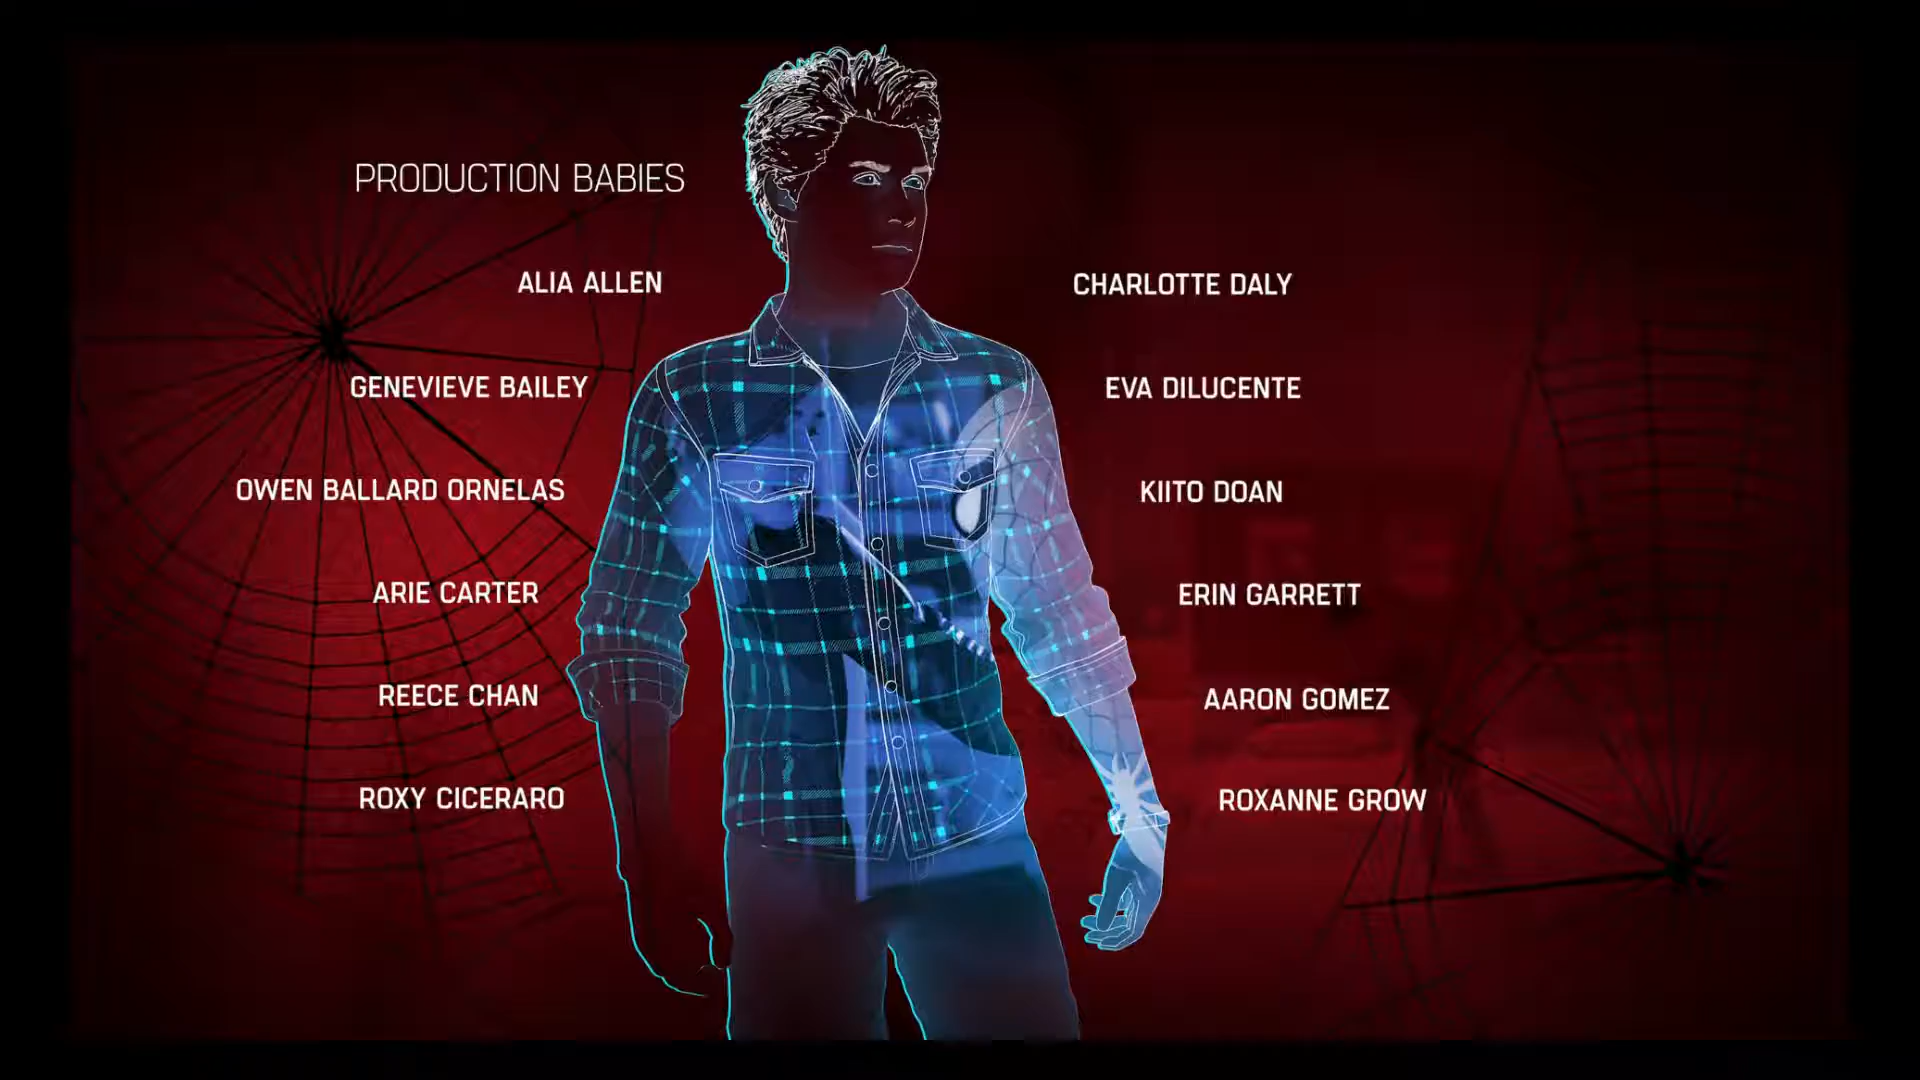 PRODUCTION BABIES
ALIA ALLEN
GENEVIEVE BAILEY
OWEN BALLARD ORNELAS
ARIE CARTER
REECE CHAN
ROXY CICERARO
CHARLOTTE DALY
EVA DILUCENTE
KIITO DOAN
ERIN GARRETT
AARON GOMEZ
ROXANNE GROW